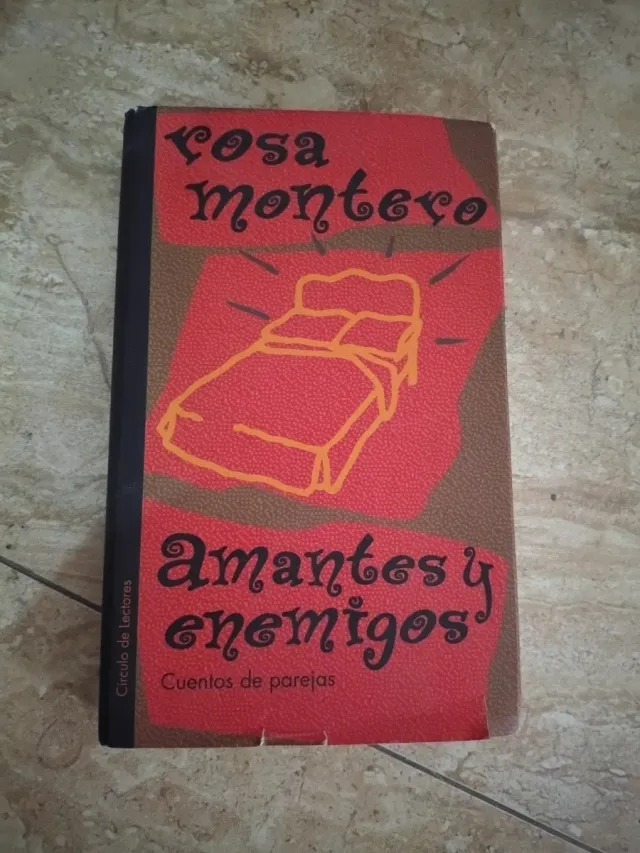 rosa
montero
amantes y
enemigos
Cuentos de parejas
Círculo de Lectores